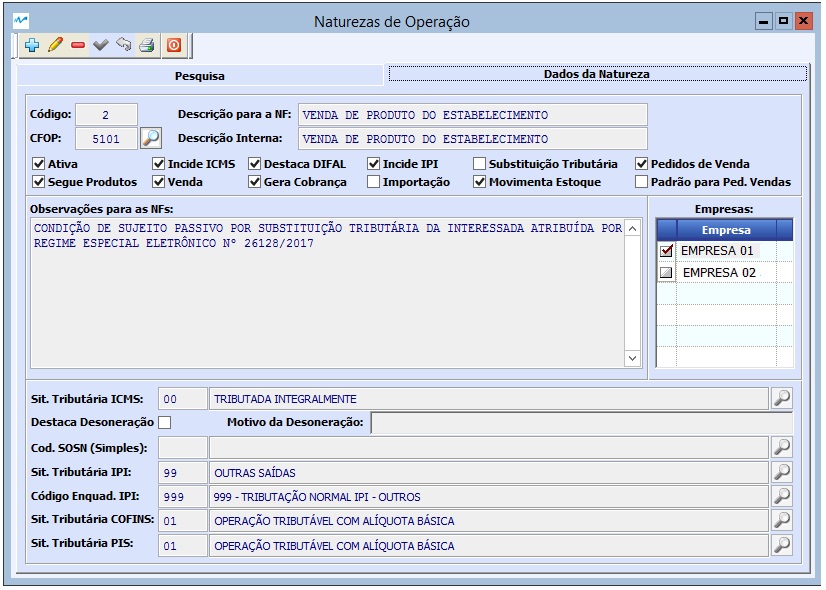 Naturezas de Operação
Pesquisa
Dados da Natureza
Código: 2 Descrição para a NF: VENDA DE PRODUTO DO ESTABELECIMENTO
CFOP: 5101 Descrição Interna: VENDA DE PRODUTO DO ESTABELECIMENTO
Ativa Incide ICMS Destaca DIFAL Incide IPI Substituição Tributária Pedidos de Venda
Segue Produtos Venda Gera Cobrança Importação Movimenta Estoque Padrão para Ped. Vendas
Observações para as NFs:
CONDIÇÃO DE SUJEITO PASSIVO POR SUBSTITUIÇÃO TRIBUTÁRIA DA INTERESSADA ATRIBUÍDA POR
REGIME ESPECIAL ELETRÔNICO Nº 26128/2017
Empresas:
Empresa
EMPRESA 01
EMPRESA 02
Sit. Tributária ICMS: 00 TRIBUTADA INTEGRALMENTE
Destaca Desoneração Motivo da Desoneração:
Cod. SOSN (Simples):
Sit. Tributária IPI: 99 OUTRAS SAÍDAS
Código Enquad. IPI: 999 999 - TRIBUTAÇÃO NORMAL IPI - OUTROS
Sit. Tributária COFINS: 01 OPERAÇÃO TRIBUTÁVEL COM ALÍQUOTA BÁSICA
Sit. Tributária PIS: 01 OPERAÇÃO TRIBUTÁVEL COM ALÍQUOTA BÁSICA